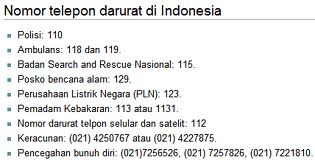 Nomor telepon darurat di Indonesia
Polisi: 110
Ambulans: 118 dan 119.
Badan Search and Rescue Nasional: 115.
Posko bencana alam: 129.
Perusahaan Listrik Negara (PLN): 123.
Pemadam Kebakaran: 113 atau 1131.
Nomor darurat telpon selular dan satelit: 112
Keracunan: (021) 4250767 atau (021) 4227875.
Pencegahan bunuh diri: (021)7256526, (021) 7257826, (021) 7221810.